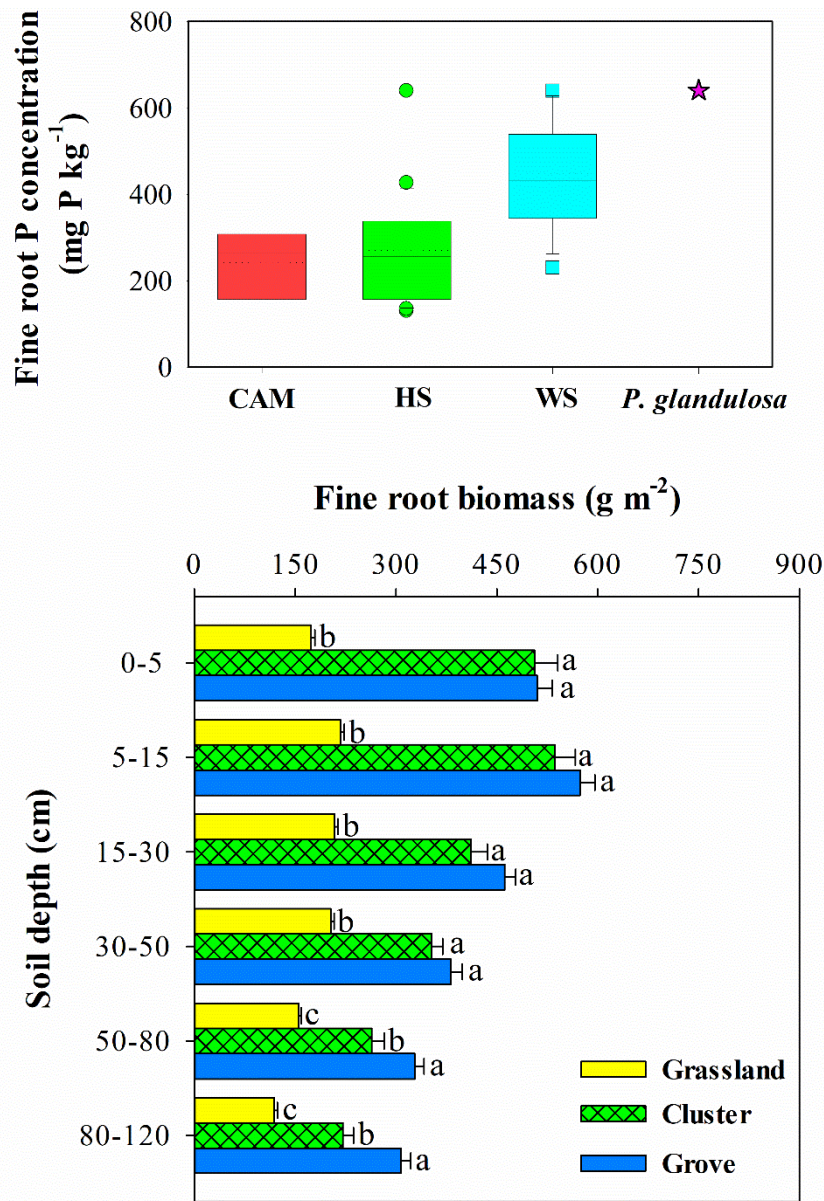 Fine root P concentration
(mg P kg-1)
800
600
400
200
0
CAM HS WS P. glandulosa
Fine root biomass (g m-2)
0 150 300 450 600 750 900
Soil depth (cm)
0-5
b
a
a
5-15
b
a
a
15-30
b
a
a
30-50
b
a
a
50-80
c
b
a
80-120
c
b
a
Grassland
Cluster
Grove